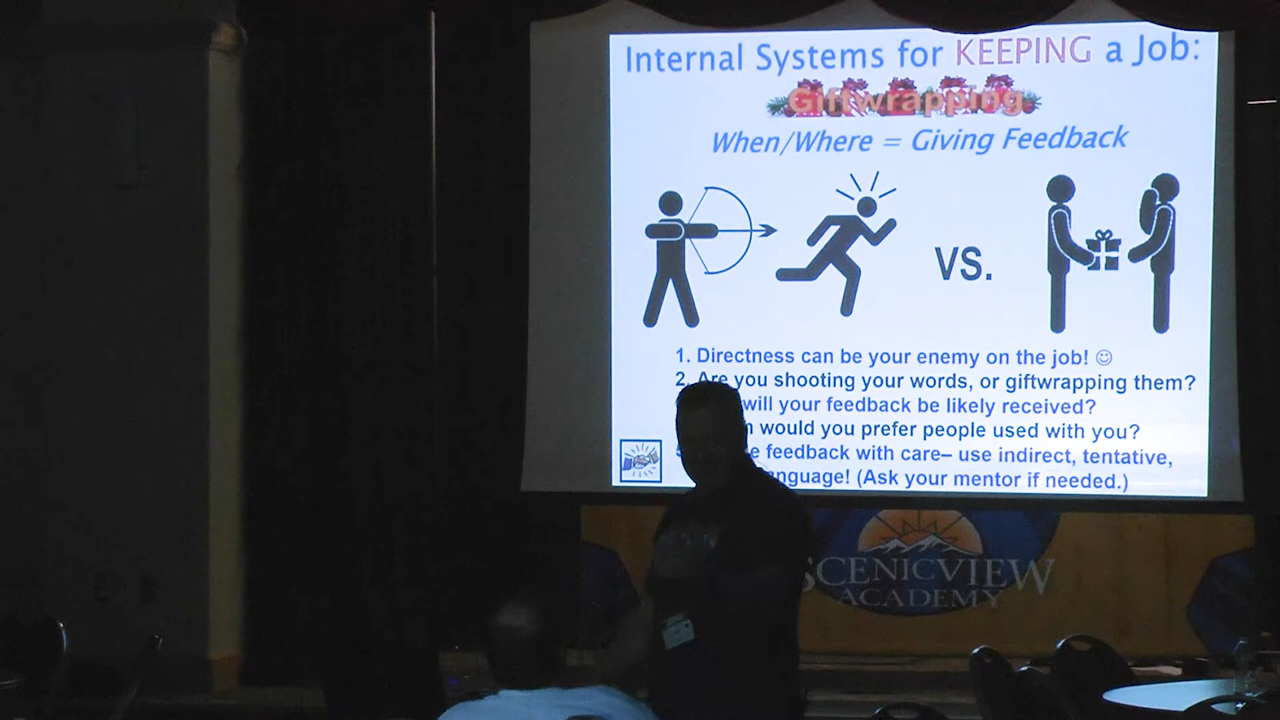 Internal Systems for KEEPING a Job:
Giftwrapping
When/Where = Giving Feedback
VS.
1. Directness can be your enemy on the job! ☺
2. Are you shooting your words, or giftwrapping them?
will your feedback be likely received?
would you prefer people used with you?
feedback with care– use indirect, tentative,
(Ask your mentor if needed.)
SCENICVIEW
ACADEMY